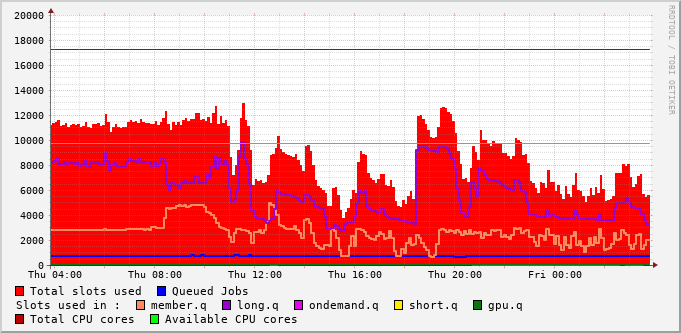 20000
18000
16000
14000
12000
10000
8000
6000
4000
2000
0
Thu 04:00 Thu 08:00 Thu 12:00 Thu 16:00 Thu 20:00 Fri 00:00
RRDTOOL / TOBI OETIKER
Total slots used Queued Jobs
Slots used in : member.q long.q ondemand.q short.q gpu.q
Total CPU cores Available CPU cores